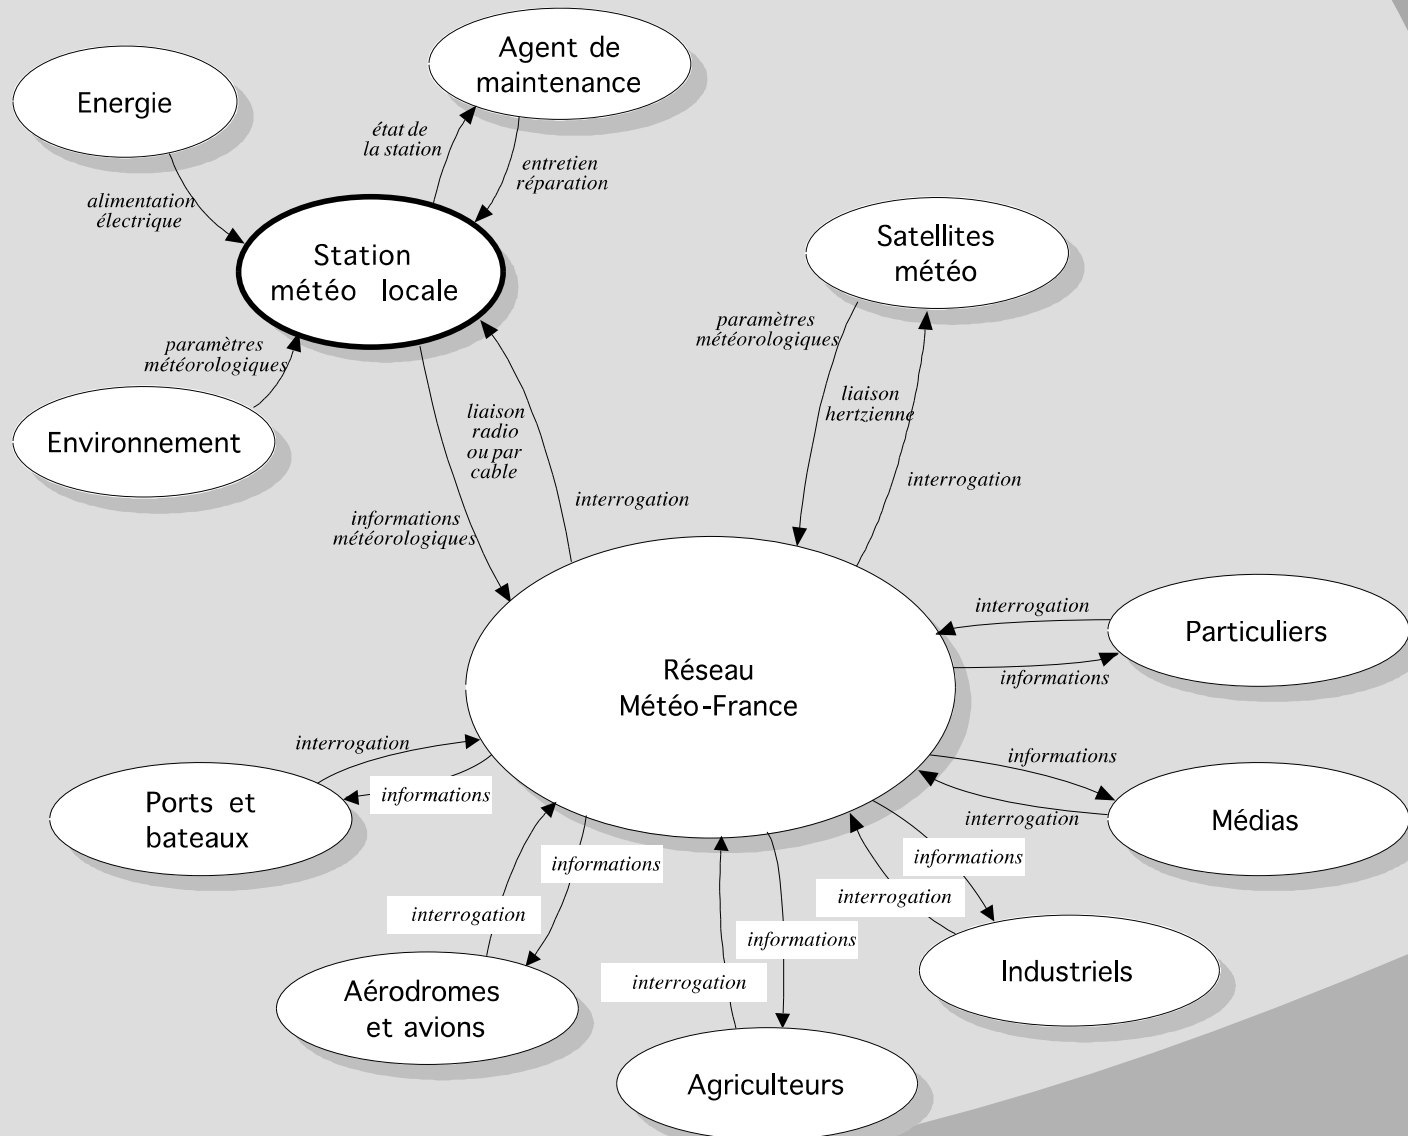 Agent de
maintenance
Energie
état de
la station
entretien
réparation
alimentation
électrique
Station
météo locale
Satellites
météo
paramètres
météorologiques
paramètres
météorologiques
Environnement
liaison
radio
ou par
cable
liaison
hertzienne
interrogation
interrogation
informations
météorologiques
interrogation
Particuliers
informations
Réseau
Météo-France
interrogation
informations
informations
interrogation
Ports et
bateaux
Médias
informations
informations
interrogation
interrogation
informations
interrogation
Industriels
Aérodromes
et avions
Agriculteurs